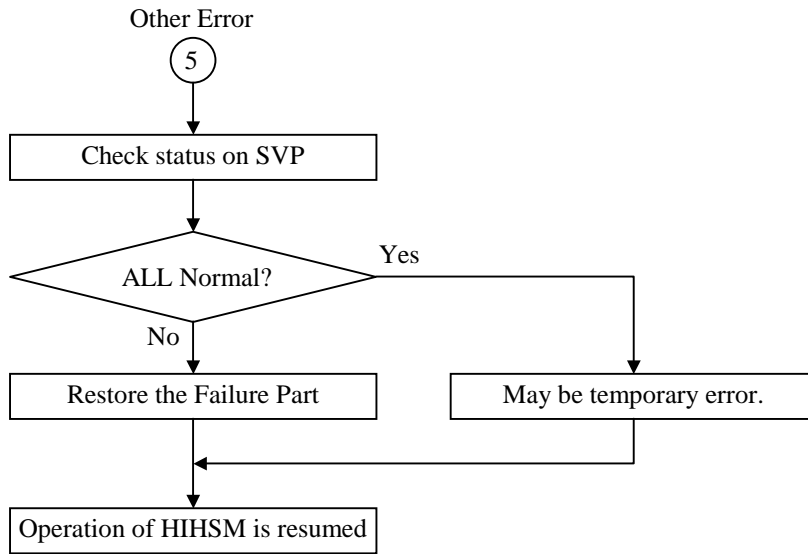 Other Error
5
Check status on SVP
ALL Normal?
Yes
No
Restore the Failure Part
May be temporary error.
Operation of HIHSM is resumed